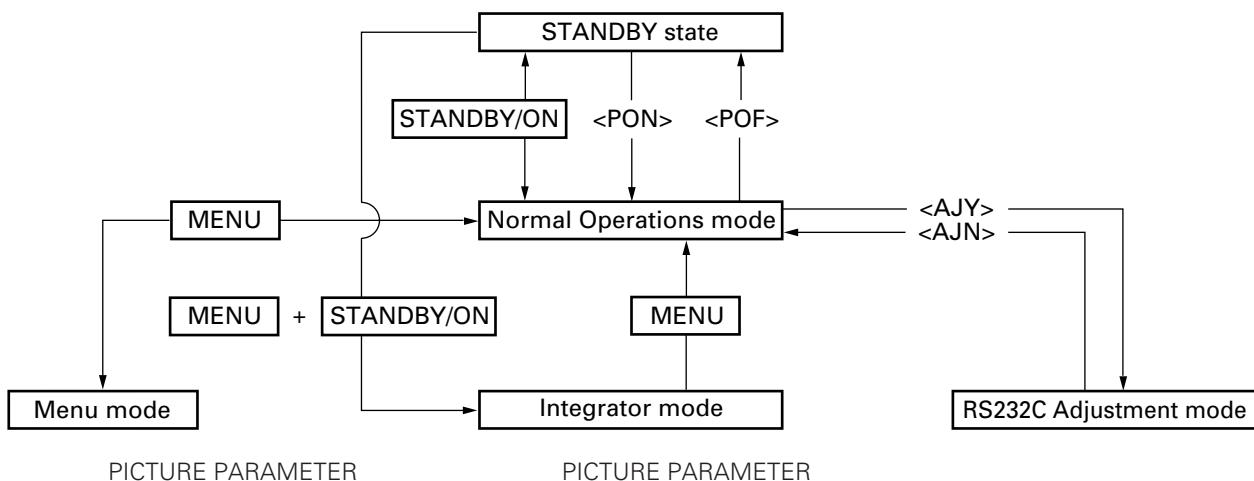 STANDBY state
STANDBY/ON <PON> <POF>
MENU Normal Operations mode <AJY>
<AJN>
MENU + STANDBY/ON MENU
Menu mode Integrator mode RS232C Adjustment mode
PICTURE PARAMETER PICTURE PARAMETER